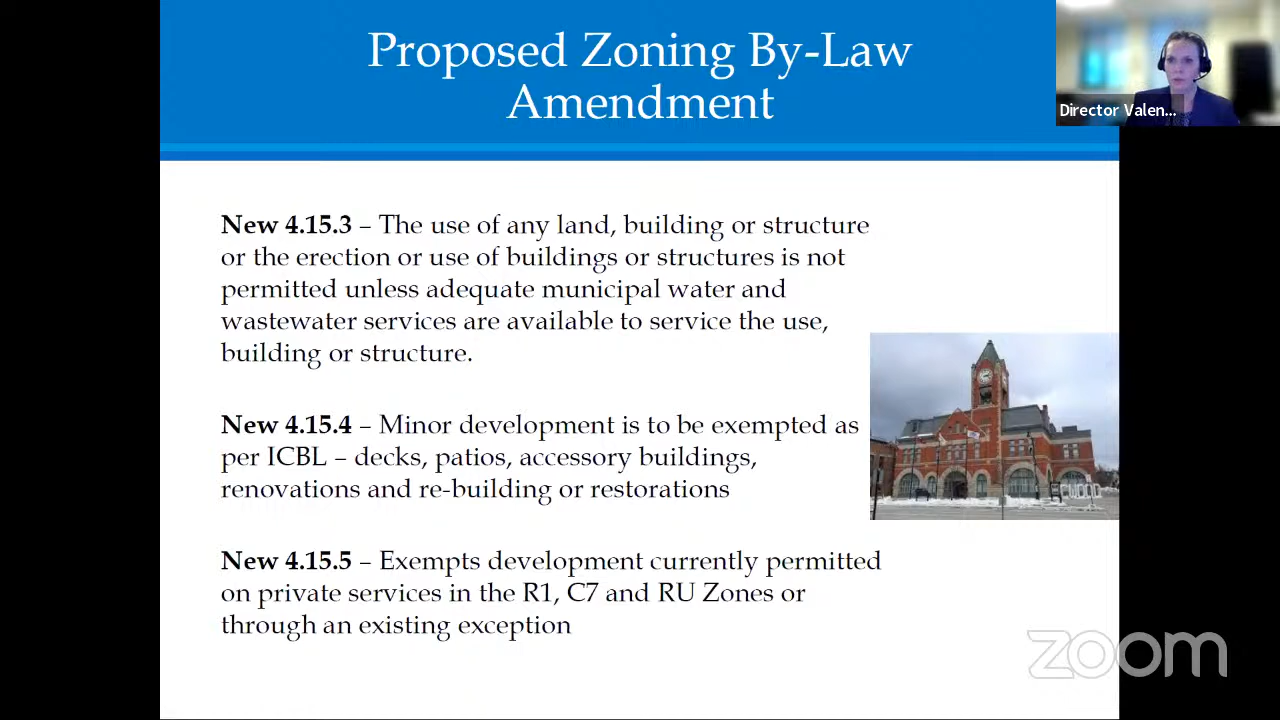 Proposed Zoning By-Law
Amendment
Director Valen...
New 4.15.3 – The use of any land, building or structure
or the erection or use of buildings or structures is not
permitted unless adequate municipal water and
wastewater services are available to service the use,
building or structure.
New 4.15.4 – Minor development is to be exempted as
per ICBL – decks, patios, accessory buildings,
renovations and re-building or restorations
New 4.15.5 – Exempts development currently permitted
on private services in the R1, C7 and RU Zones or
through an existing exception
zoom